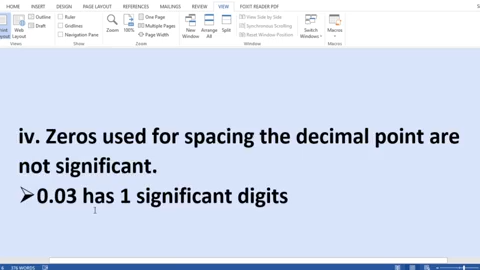 HOME INSERT DESIGN PAGE LAYOUT REFERENCES MAILINGS REVIEW VIEW FOXIT READER PDF
Outline Ruler One Page View Side by Side
Draft Gridlines Multiple Pages Synchronous Scrolling
Print Layout Web Layout Navigation Pane Zoom 100% Page Width New Window Arrange All Split Reset Window Position Switch Windows Macros
Views Show Zoom Window Macros
iv. Zeros used for spacing the decimal point are
not significant.
➢0.03 has 1 significant digits
376 WORDS